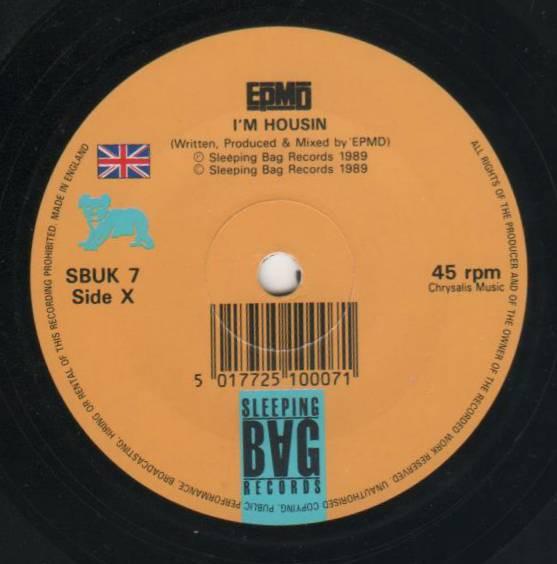 EPMD
I'M HOUSIN
(Written, Produced & Mixed by EPMD)
℗ Sleeping Bag Records 1989
© Sleeping Bag Records 1989
SBUK 7
Side X
45 rpm
Chrysalis Music
5 017725 100071
SLEEPING
BAG
RECORDS
ALL RIGHTS OF THE PRODUCER AND OF THE OWNER OF THE RECORDED WORK RESERVED. UNAUTHORISED COPYING, PUBLIC PERFORMANCE, BROADCASTING, HIRING OR RENTAL OF THIS RECORDING PROHIBITED. MADE IN ENGLAND